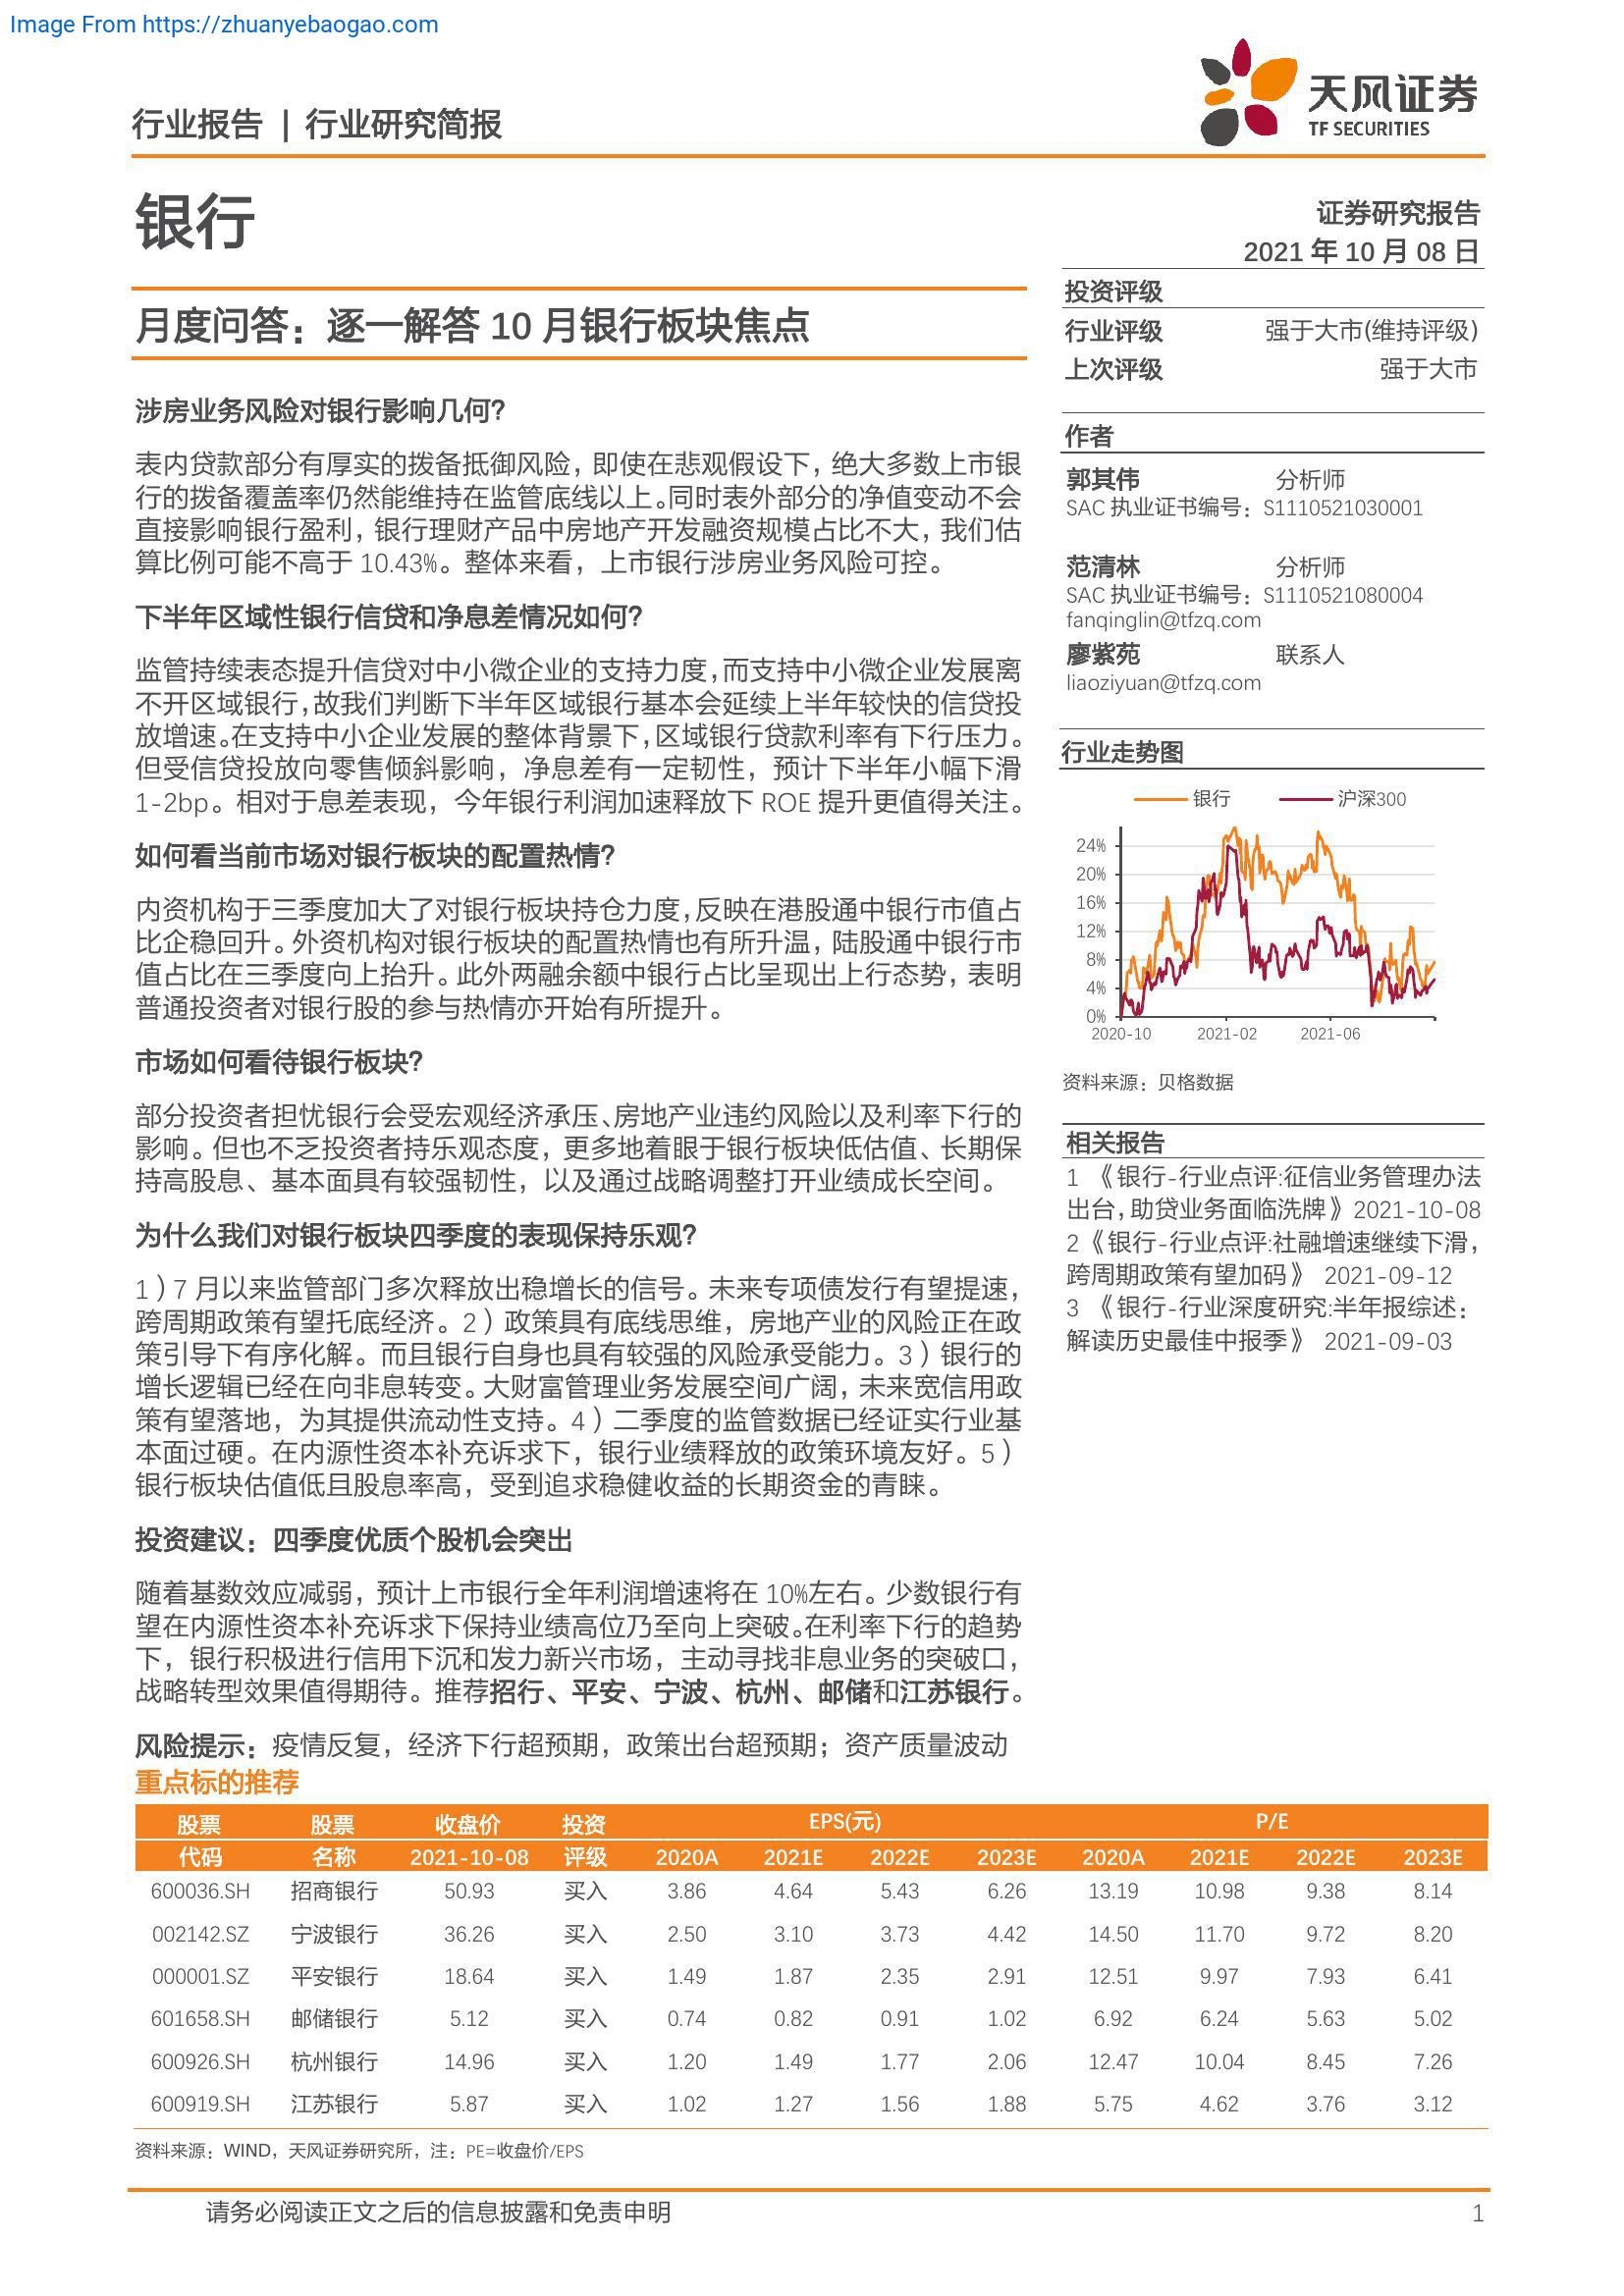 Image From https://zhuanyebaogao.com
行业报告 | 行业研究简报
天风证券
TF SECURITIES
银行
证券研究报告
2021 年 10 月 08 日
月度问答：逐一解答 10 月银行板块焦点
涉房业务风险对银行影响几何？
表内贷款部分有厚实的拨备抵御风险，即使在悲观假设下，绝大多数上市银
行的拨备覆盖率仍然能维持在监管底线以上。同时表外部分的净值变动不会
直接影响银行盈利，银行理财产品中房地产开发融资规模占比不大，我们估
算比例可能不高于 10.43%。整体来看，上市银行涉房业务风险可控。
下半年区域性银行信贷和净息差情况如何？
监管持续表态提升信贷对中小微企业的支持力度，而支持中小微企业发展离
不开区域银行，故我们判断下半年区域银行基本会延续上半年较快的信贷投
放增速。在支持中小企业发展的整体背景下，区域银行贷款利率有下行压力。
但受信贷投放向零售倾斜影响，净息差有一定韧性，预计下半年小幅下滑
1-2bp。相对于息差表现，今年银行利润加速释放下 ROE 提升更值得关注。
如何看当前市场对银行板块的配置热情？
内资机构于三季度加大了对银行板块持仓力度，反映在港股通中银行市值占
比企稳回升。外资机构对银行板块的配置热情也有所升温，陆股通中银行市
值占比在三季度向上抬升。此外两融余额中银行占比呈现出上行态势，表明
普通投资者对银行股的参与热情亦开始有所提升。
市场如何看待银行板块？
部分投资者担忧银行会受宏观经济承压、房地产业违约风险以及利率下行的
影响。但也不乏投资者持乐观态度，更多地着眼于银行板块低估值、长期保
持高股息、基本面具有较强韧性，以及通过战略调整打开业绩成长空间。
为什么我们对银行板块四季度的表现保持乐观？
1）7 月以来监管部门多次释放出稳增长的信号。未来专项债发行有望提速，
跨周期政策有望托底经济。2）政策具有底线思维，房地产业的风险正在政
策引导下有序化解。而且银行自身也具有较强的风险承受能力。3）银行的
增长逻辑已经在向非息转变。大财富管理业务发展空间广阔，未来宽信用政
策有望落地，为其提供流动性支持。4）二季度的监管数据已经证实行业基
本面过硬。在内源性资本补充诉求下，银行业绩释放的政策环境友好。5）
银行板块估值低且股息率高，受到追求稳健收益的长期资金的青睐。
投资建议：四季度优质个股机会突出
随着基数效应减弱，预计上市银行全年利润增速将在 10%左右。少数银行有
望在内源性资本补充诉求下保持业绩高位乃至向上突破。在利率下行的趋势
下，银行积极进行信用下沉和发力新兴市场，主动寻找非息业务的突破口，
战略转型效果值得期待。推荐招行、平安、宁波、杭州、邮储和江苏银行。
风险提示：疫情反复，经济下行超预期，政策出台超预期；资产质量波动
投资评级
行业评级 强于大市(维持评级)
上次评级 强于大市
作者
郭其伟 分析师
SAC 执业证书编号：S1110521030001
范清林 分析师
SAC 执业证书编号：S1110521080004
fanqinglin@tfzq.com
廖紫苑 联系人
liaoziyuan@tfzq.com
行业走势图
银行 沪深300
24%
20%
16%
12%
8%
4%
0%
2020-10 2021-02 2021-06
资料来源：贝格数据
相关报告
1 《银行-行业点评:征信业务管理办法
出台，助贷业务面临洗牌》2021-10-08
2《银行-行业点评:社融增速继续下滑，
跨周期政策有望加码》 2021-09-12
3 《银行-行业深度研究:半年报综述：
解读历史最佳中报季》 2021-09-03
重点标的推荐
股票 股票 收盘价 投资 EPS(元) P/E
代码 名称 2021-10-08 评级 2020A 2021E 2022E 2023E 2020A 2021E 2022E 2023E
600036.SH 招商银行 50.93 买入 3.86 4.64 5.43 6.26 13.19 10.98 9.38 8.14
002142.SZ 宁波银行 36.26 买入 2.50 3.10 3.73 4.42 14.50 11.70 9.72 8.20
000001.SZ 平安银行 18.64 买入 1.49 1.87 2.35 2.91 12.51 9.97 7.93 6.41
601658.SH 邮储银行 5.12 买入 0.74 0.82 0.91 1.02 6.92 6.24 5.63 5.02
600926.SH 杭州银行 14.96 买入 1.20 1.49 1.77 2.06 12.47 10.04 8.45 7.26
600919.SH 江苏银行 5.87 买入 1.02 1.27 1.56 1.88 5.75 4.62 3.76 3.12
资料来源：WIND，天风证券研究所，注：PE=收盘价/EPS
请务必阅读正文之后的信息披露和免责申明 1